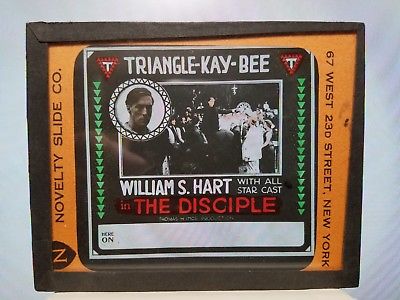 TRIANGLE-KAY-BEE
T
T
WILLIAM S. HART
WITH ALL
STAR CAST
in THE DISCIPLE
THOMAS H. INCE PRODUCTION
HERE
ON
NOVELTY SLIDE CO.
N
67 WEST 23D STREET, NEW YORK